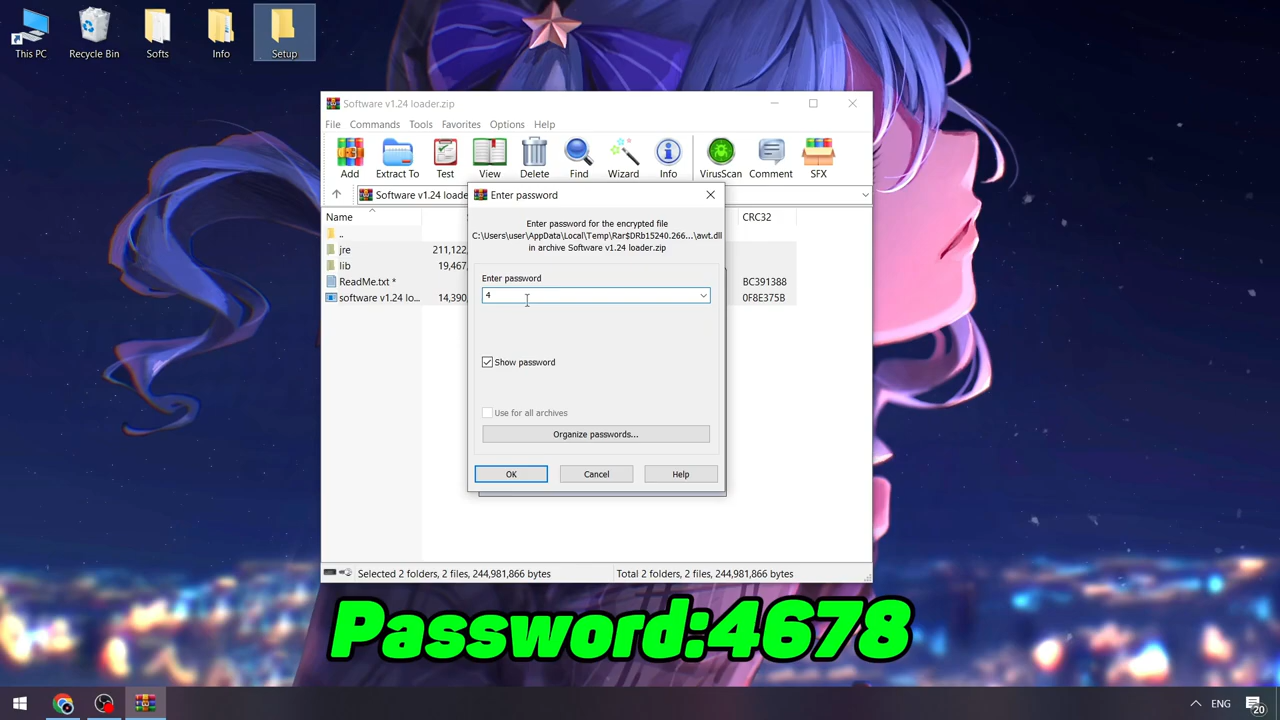 This PC
Recycle Bin
Softs
Info
Setup
Software v1.24 loader.zip
File Commands Tools Favorites Options Help
Add
Extract To
Test
View
Delete
Find
Wizard
Info
VirusScan
Comment
SFX
Software v1.24 loade
Name
CRC32
..
jre 211,122,
lib 19,467,
ReadMe.txt * BC391388
software v1.24 lo... 14,390, 0F8E375B
Enter password
Enter password for the encrypted file
C:\Users\user\AppData\Local\Temp\Rar$DRb15240.266...\awt.dll
in archive Software v1.24 loader.zip
Enter password
4
Show password
Use for all archives
Organize passwords...
OK
Cancel
Help
Selected 2 folders, 2 files, 244,981,866 bytes
Total 2 folders, 2 files, 244,981,866 bytes
Password:4678
ENG
20